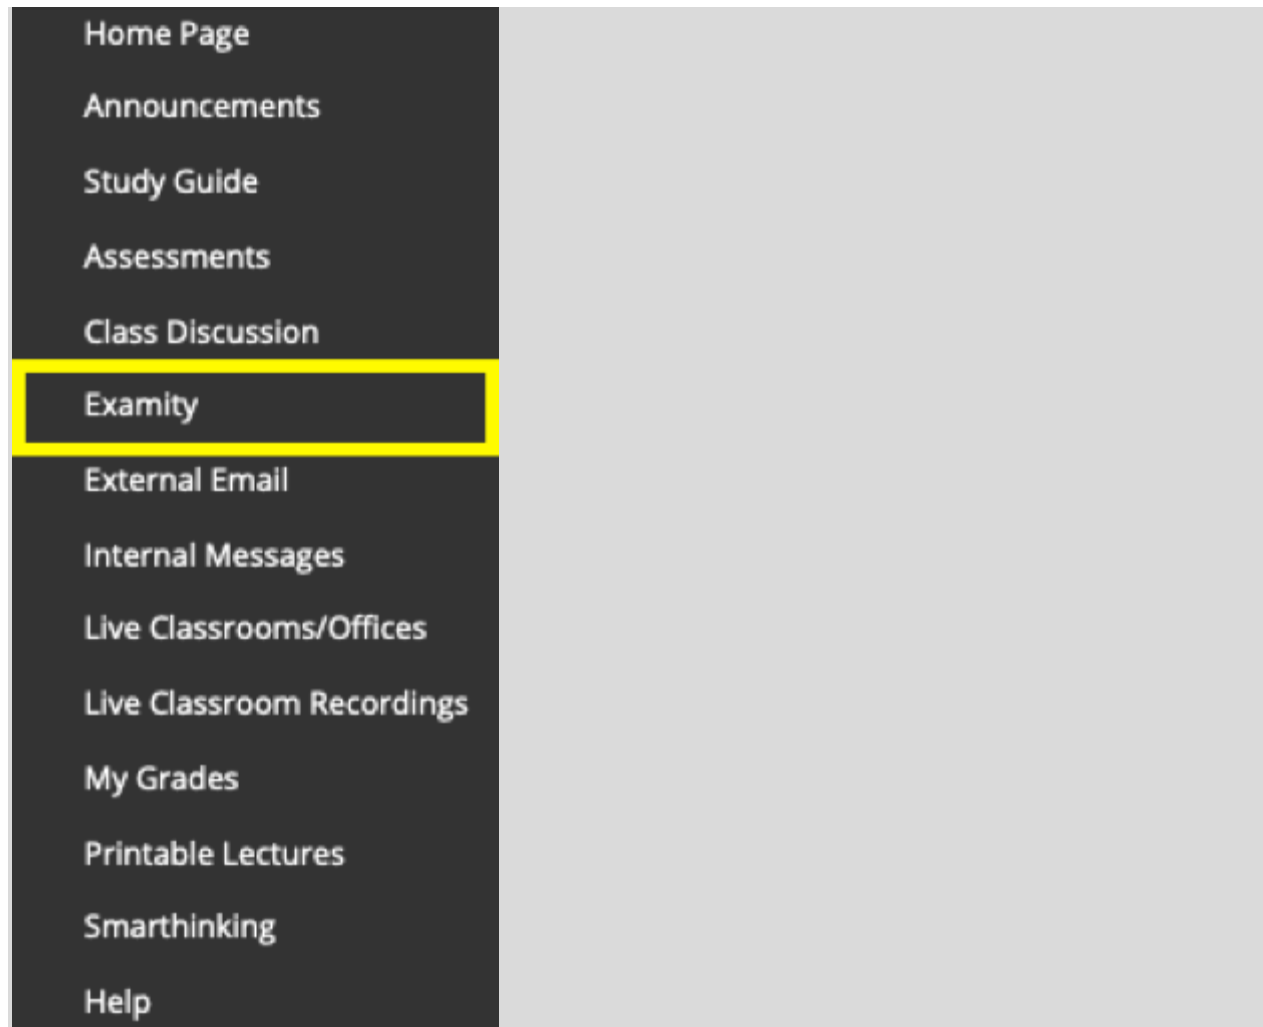 Home Page
Announcements
Study Guide
Assessments
Class Discussion
Examity
External Email
Internal Messages
Live Classrooms/Offices
Live Classroom Recordings
My Grades
Printable Lectures
Smarthinking
Help